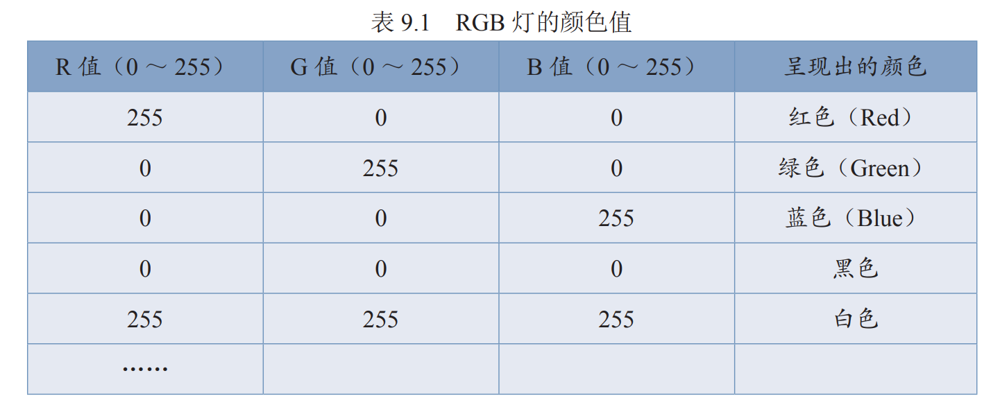 表 9.1 RGB 灯的颜色值
R 值（0 ～ 255） G 值（0 ～ 255） B 值（0 ～ 255） 呈现出的颜色
255 0 0 红色（Red）
0 255 0 绿色（Green）
0 0 255 蓝色（Blue）
0 0 0 黑色
255 255 255 白色
……